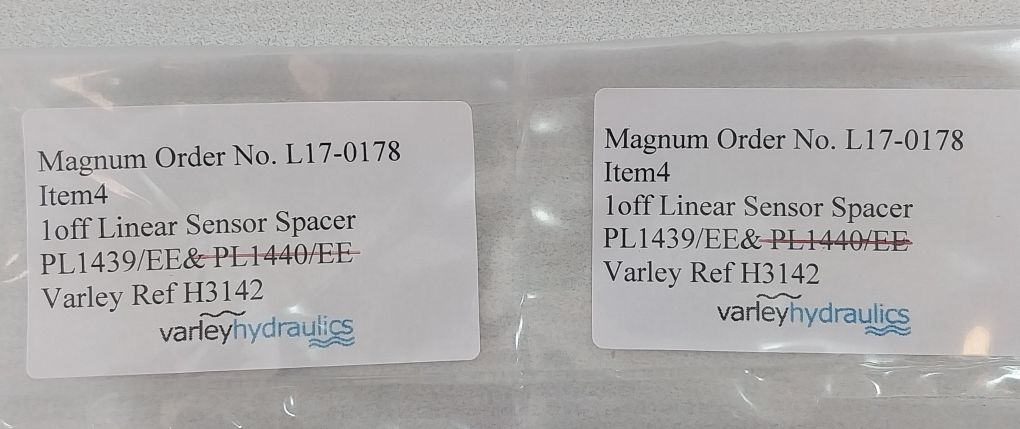 Magnum Order No. L17-0178
Item4
1off Linear Sensor Spacer
PL1439/EE& PL1440/EE
Varley Ref H3142
varleyhydraulics
Magnum Order No. L17-0178
Item4
1off Linear Sensor Spacer
PL1439/EE& PL1440/EE
Varley Ref H3142
varleyhydraulics